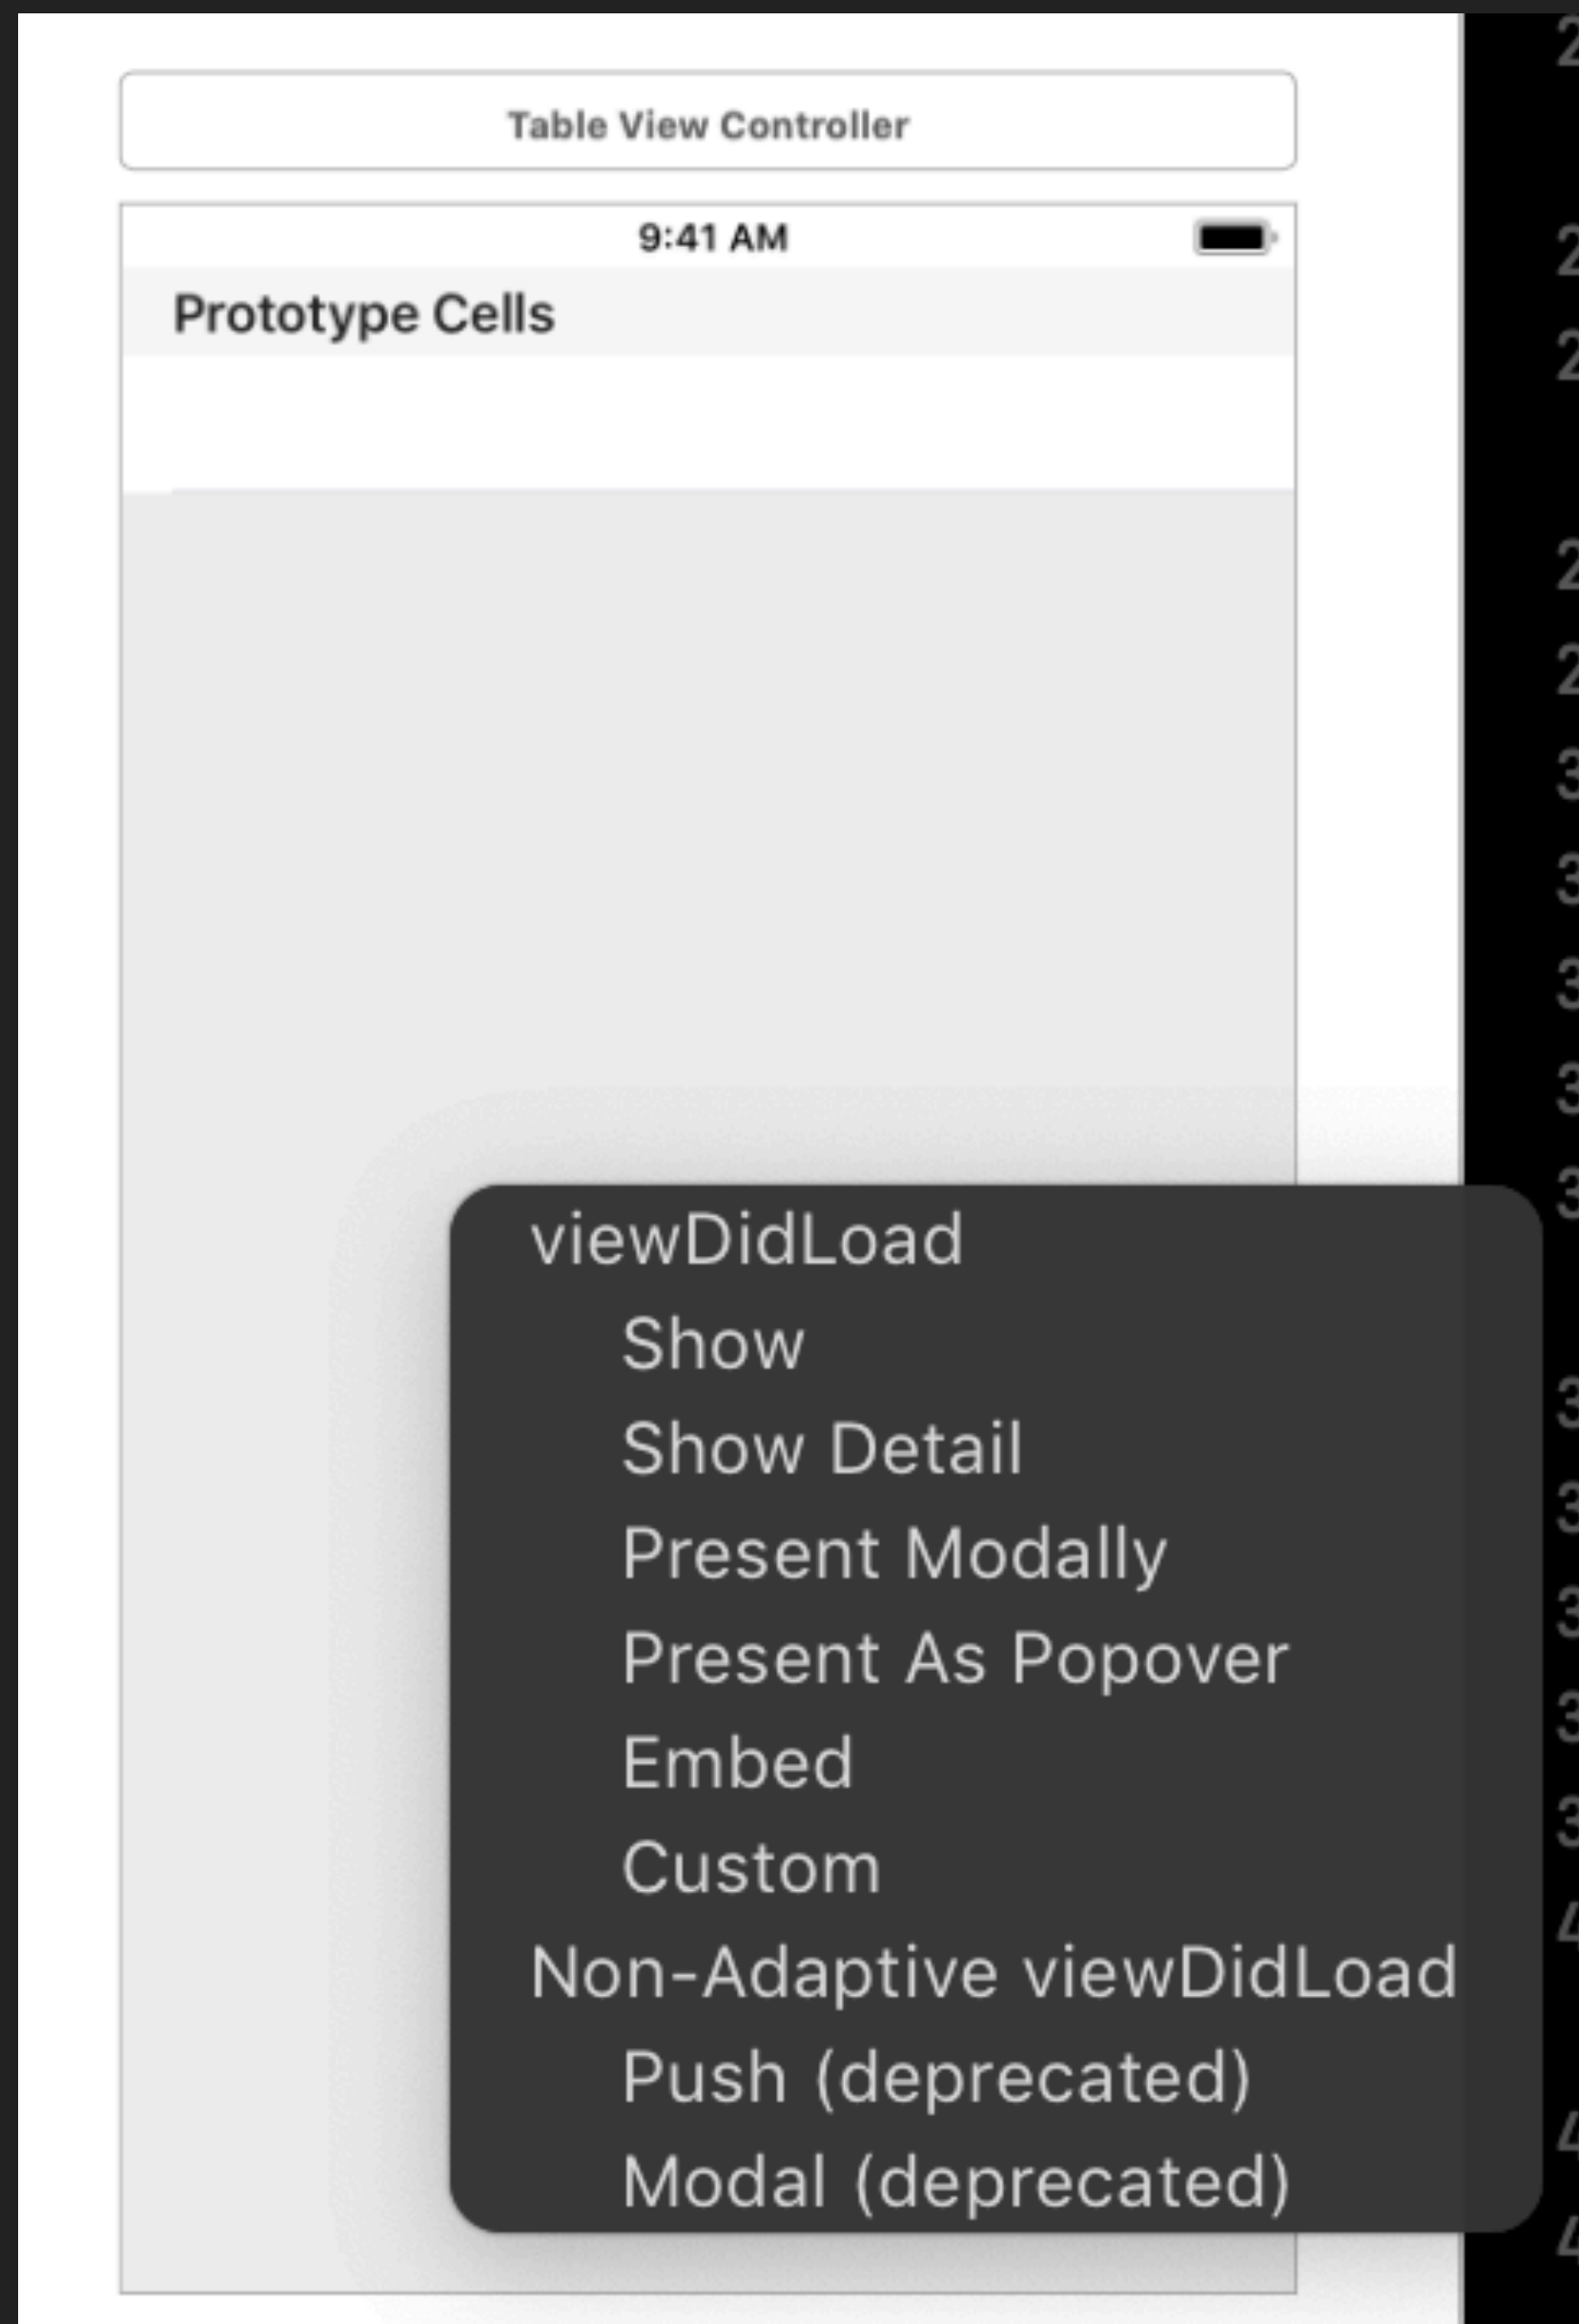 Table View Controller
9:41 AM
Prototype Cells
viewDidLoad
Show
Show Detail
Present Modally
Present As Popover
Embed
Custom
Non-Adaptive viewDidLoad
Push (deprecated)
Modal (deprecated)